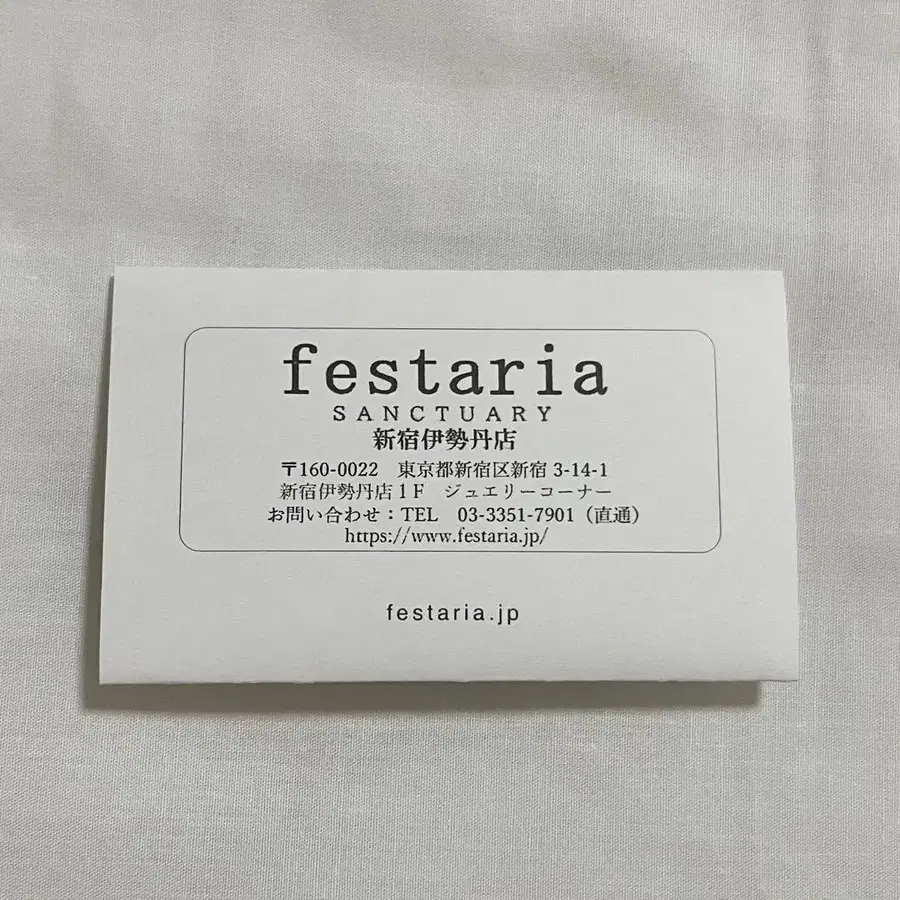 festaria
SANCTUARY
新宿伊勢丹店
〒160-0022　東京都新宿区新宿 3-14-1
新宿伊勢丹店１F　ジュエリーコーナー
お問い合わせ：TEL　03-3351-7901（直通）
https://www.festaria.jp/
festaria.jp